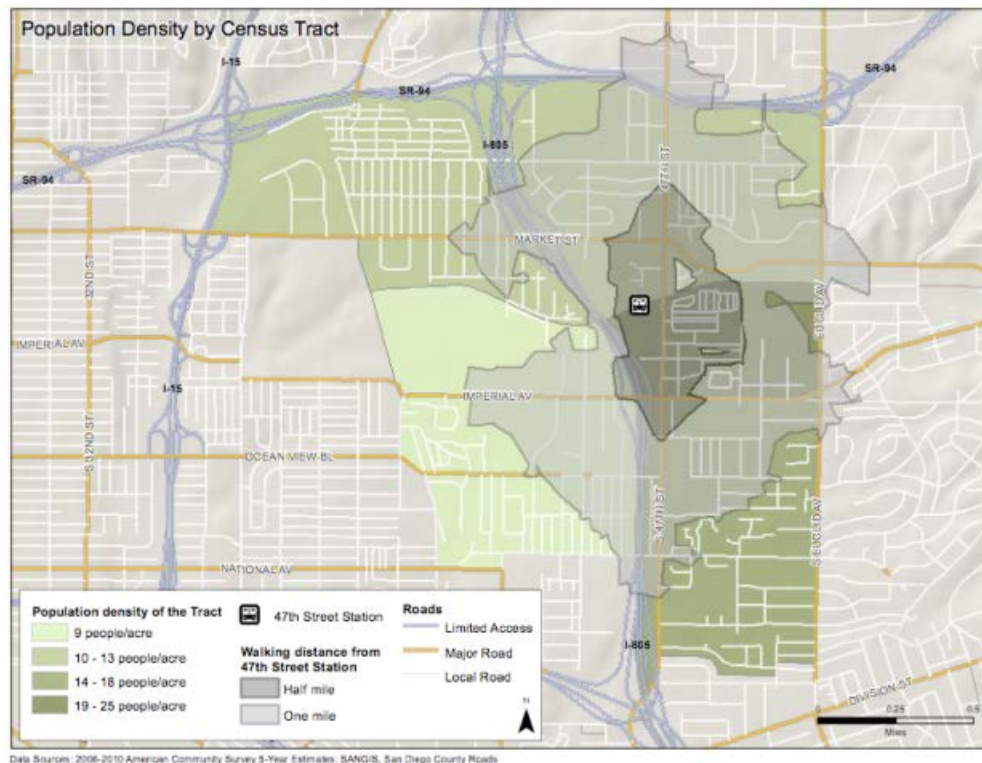 Population Density by Census Tract
I-15
SR-94
SR-94
I-805
SR-94
47TH ST
MARKET ST
32ND ST
EUCLID AV
IMPERIAL AV
I-15
IMPERIAL AV
OCEAN VIEW BL
S 32ND ST
S 47TH ST
S EUCLID AV
NATIONAL AV
I-805
DIVISION ST
Population density of the Tract
9 people/acre
10 - 13 people/acre
14 - 18 people/acre
19 - 25 people/acre
47th Street Station
Walking distance from
47th Street Station
Half mile
One mile
Roads
Limited Access
Major Road
Local Road
N
0 0.25 0.5
Miles
Data Sources: 2006-2010 American Community Survey 5-Year Estimates, SANGIS, San Diego County Roads